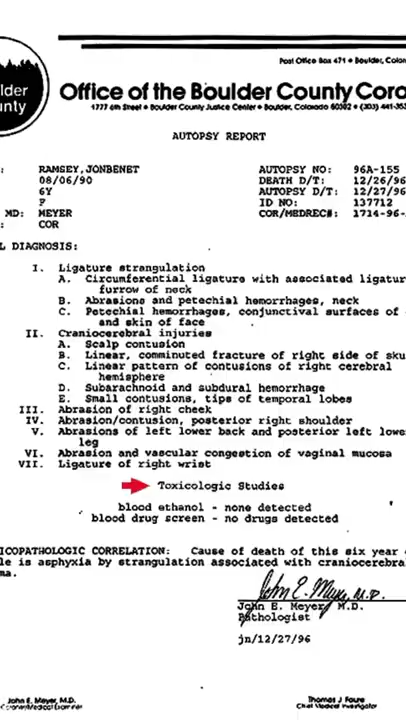 Post Office Box 471 • Boulder, Color
lder
unty
Office of the Boulder County Coro
1777 6th Street • Boulder County Justice Center • Boulder, Colorado 80302 • (303) 441-353
AUTOPSY REPORT
: RAMSEY, JONBENET AUTOPSY NO: 96A-155
08/06/90 DEATH D/T: 12/26/96
6Y AUTOPSY D/T: 12/27/96
F ID NO: 137712
MD: MEYER COR/MEDREC#: 1714-96-
: COR
L DIAGNOSIS:
I. Ligature strangulation
A. Circumferential ligature with associated ligatur
furrow of neck
B. Abrasions and petechial hemorrhages, neck
C. Petechial hemorrhages, conjunctival surfaces of
and skin of face
II. Craniocerebral injuries
A. Scalp contusion
B. Linear, comminuted fracture of right side of sku
C. Linear pattern of contusions of right cerebral
hemisphere
D. Subarachnoid and subdural hemorrhage
E. Small contusions, tips of temporal lobes
III. Abrasion of right cheek
IV. Abrasion/contusion, posterior right shoulder
V. Abrasions of left lower back and posterior left lowe
leg
VI. Abrasion and vascular congestion of vaginal mucosa
VII. Ligature of right wrist
Toxicologic Studies
blood ethanol - none detected
blood drug screen - no drugs detected
ICOPATHOLOGIC CORRELATION: Cause of death of this six year
le is asphyxia by strangulation associated with craniocerebral
ma.
John E. Meyer, M.D.
John E. Meyer, M.D.
Pathologist
jn/12/27/96
John E. Meyer, M.D. Thomas J. Faure
Coroner/Medical Examiner Chief Medical Investigator